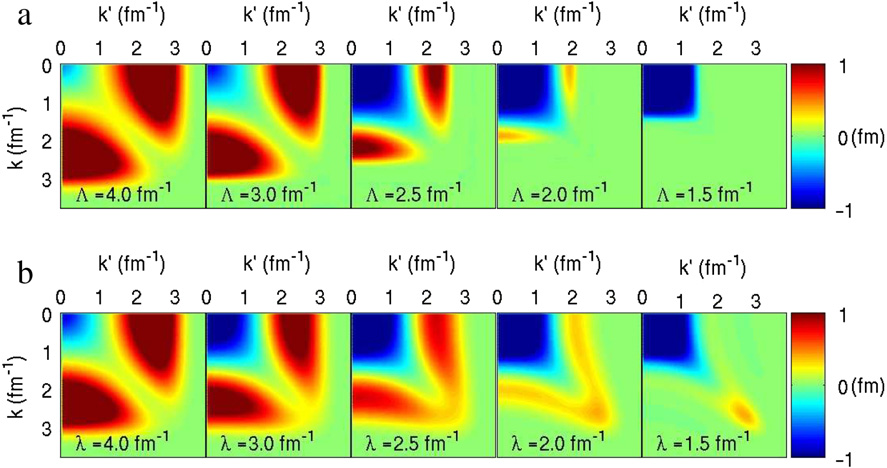 a
k' (fm⁻¹) k' (fm⁻¹) k' (fm⁻¹) k' (fm⁻¹) k' (fm⁻¹)
0 1 2 3 0 1 2 3 0 1 2 3 0 1 2 3 0 1 2 3
k (fm⁻¹)
0
1
2
3
Λ =4.0 fm⁻¹ Λ =3.0 fm⁻¹ Λ =2.5 fm⁻¹ Λ =2.0 fm⁻¹ Λ =1.5 fm⁻¹
1
0 (fm)
−1
b
k' (fm⁻¹) k' (fm⁻¹) k' (fm⁻¹) k' (fm⁻¹) k' (fm⁻¹)
0 1 2 3 0 1 2 3 0 1 2 3 0 1 2 3 0 1 2 3
k (fm⁻¹)
0
1
2
3
λ =4.0 fm⁻¹ λ =3.0 fm⁻¹ λ =2.5 fm⁻¹ λ =2.0 fm⁻¹ λ =1.5 fm⁻¹
1
0 (fm)
−1